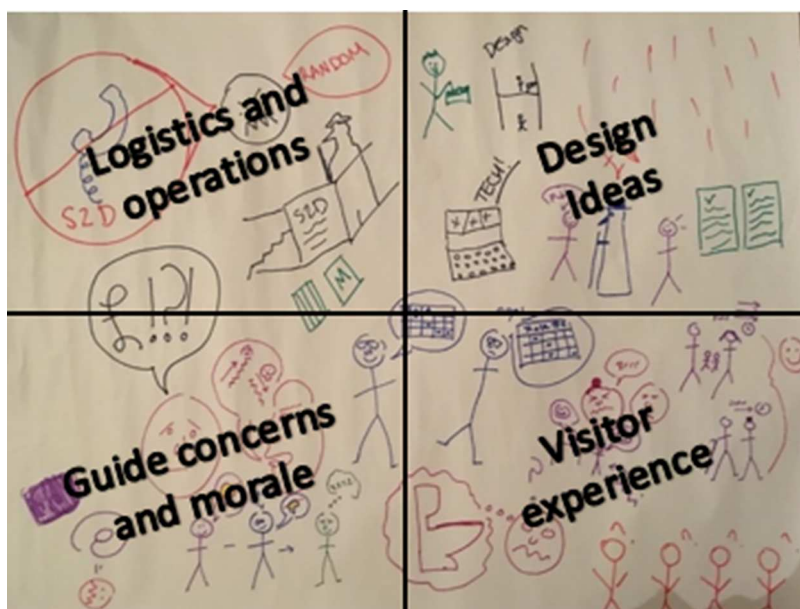 RANDOM
Logistics and
operations
S2D
S2D
M
£!?!
Design
TECH!
Design
Ideas
Guide concerns
and morale
Visitor
experience